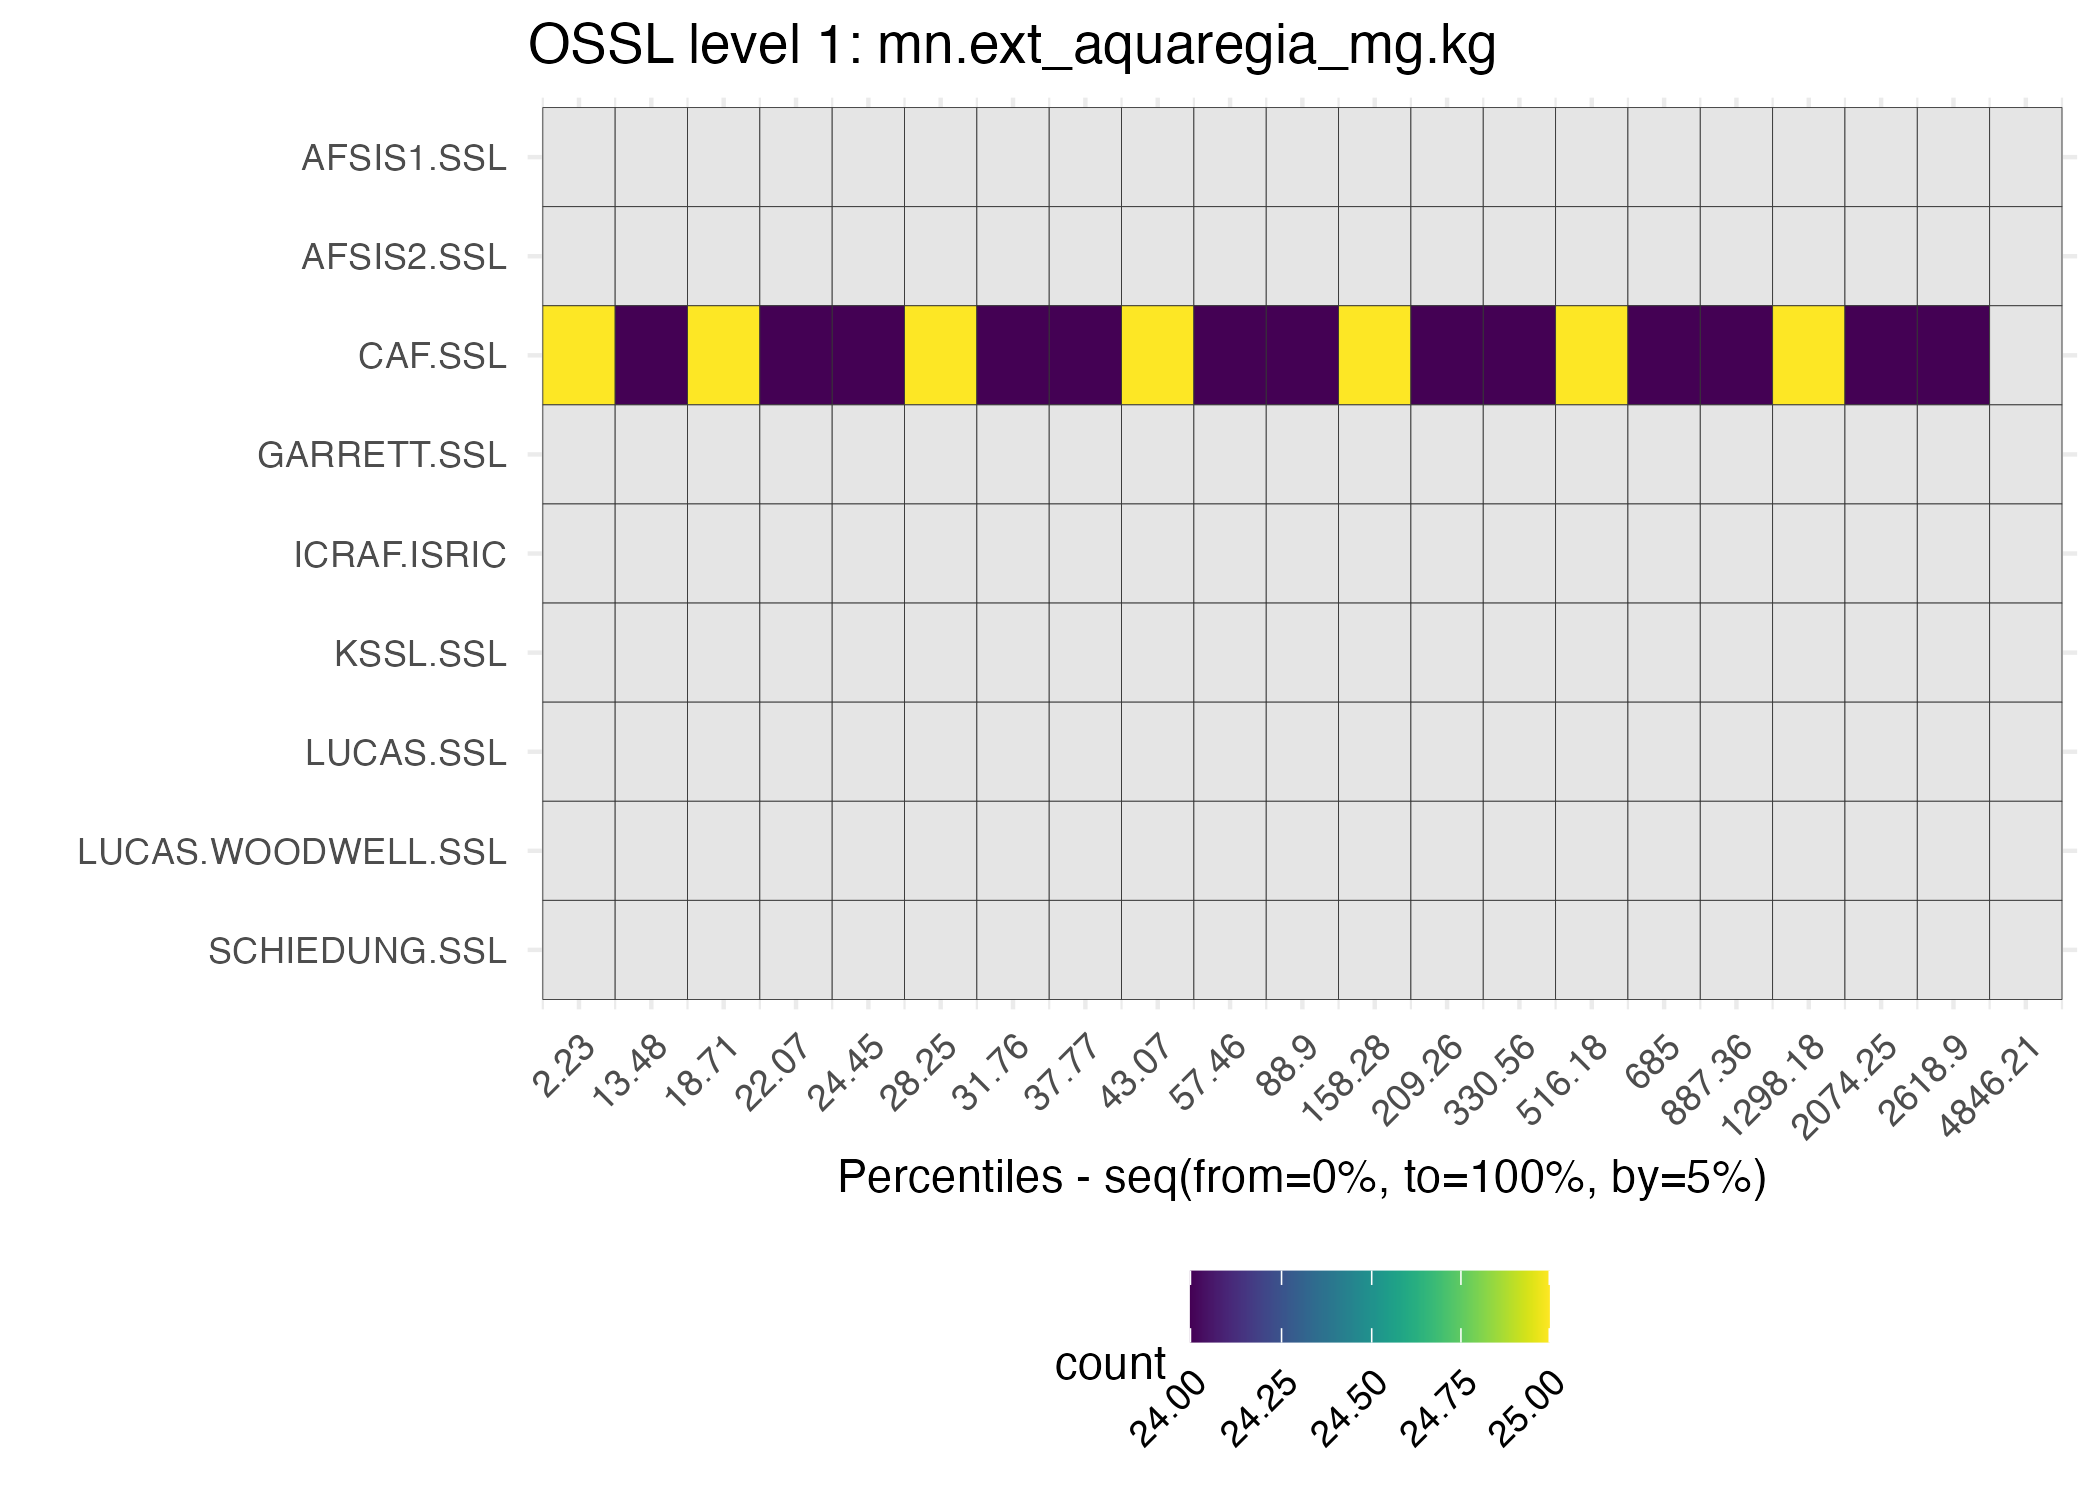 OSSL level 1: mn.ext_aquaregia_mg.kg
AFSIS1.SSL
AFSIS2.SSL
CAF.SSL
GARRETT.SSL
ICRAF.ISRIC
KSSL.SSL
LUCAS.SSL
LUCAS.WOODWELL.SSL
SCHIEDUNG.SSL
2.23 13.48 18.71 22.07 24.45 28.25 31.76 37.77 43.07 57.46 88.9 158.28 209.26 330.56 516.18 685 887.36 1298.18 2074.25 2618.9 4846.21
Percentiles - seq(from=0%, to=100%, by=5%)
count
24.00 24.25 24.50 24.75 25.00